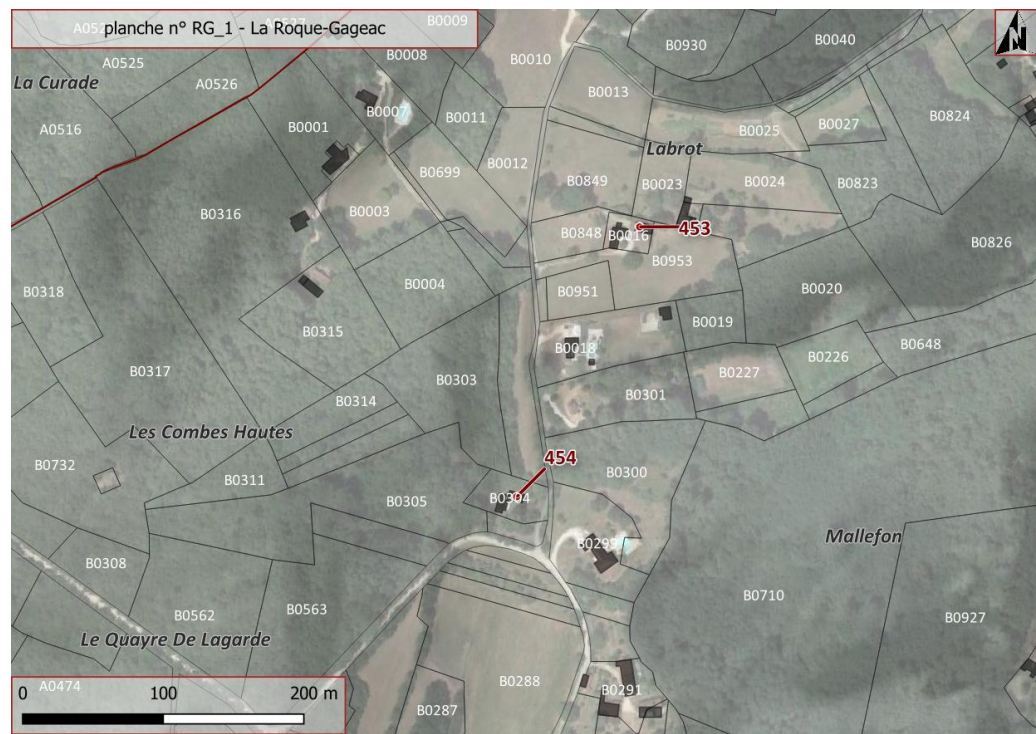 planche n° RG_1 - La Roque-Gageac
N
B0009
B0008
B0010
B0930
B0040
La Curade
A0525
A0526
B0007
B0013
A0516
B0001
B0011
B0025
B0027
B0824
B0012
Labrot
B0699
B0849
B0023
B0024
B0823
B0316
B0003
B0848
B0016
453
B0826
B0953
B0318
B0004
B0951
B0020
B0315
B0019
B0018
B0226
B0648
B0317
B0303
B0227
B0314
B0301
Les Combes Hautes
454
B0732
B0311
B0300
B0305
B0304
Mallefon
B0299
B0308
B0710
B0562
B0563
B0927
Le Quayre De Lagarde
A0474
B0288
B0291
B0287
0 100 200 m